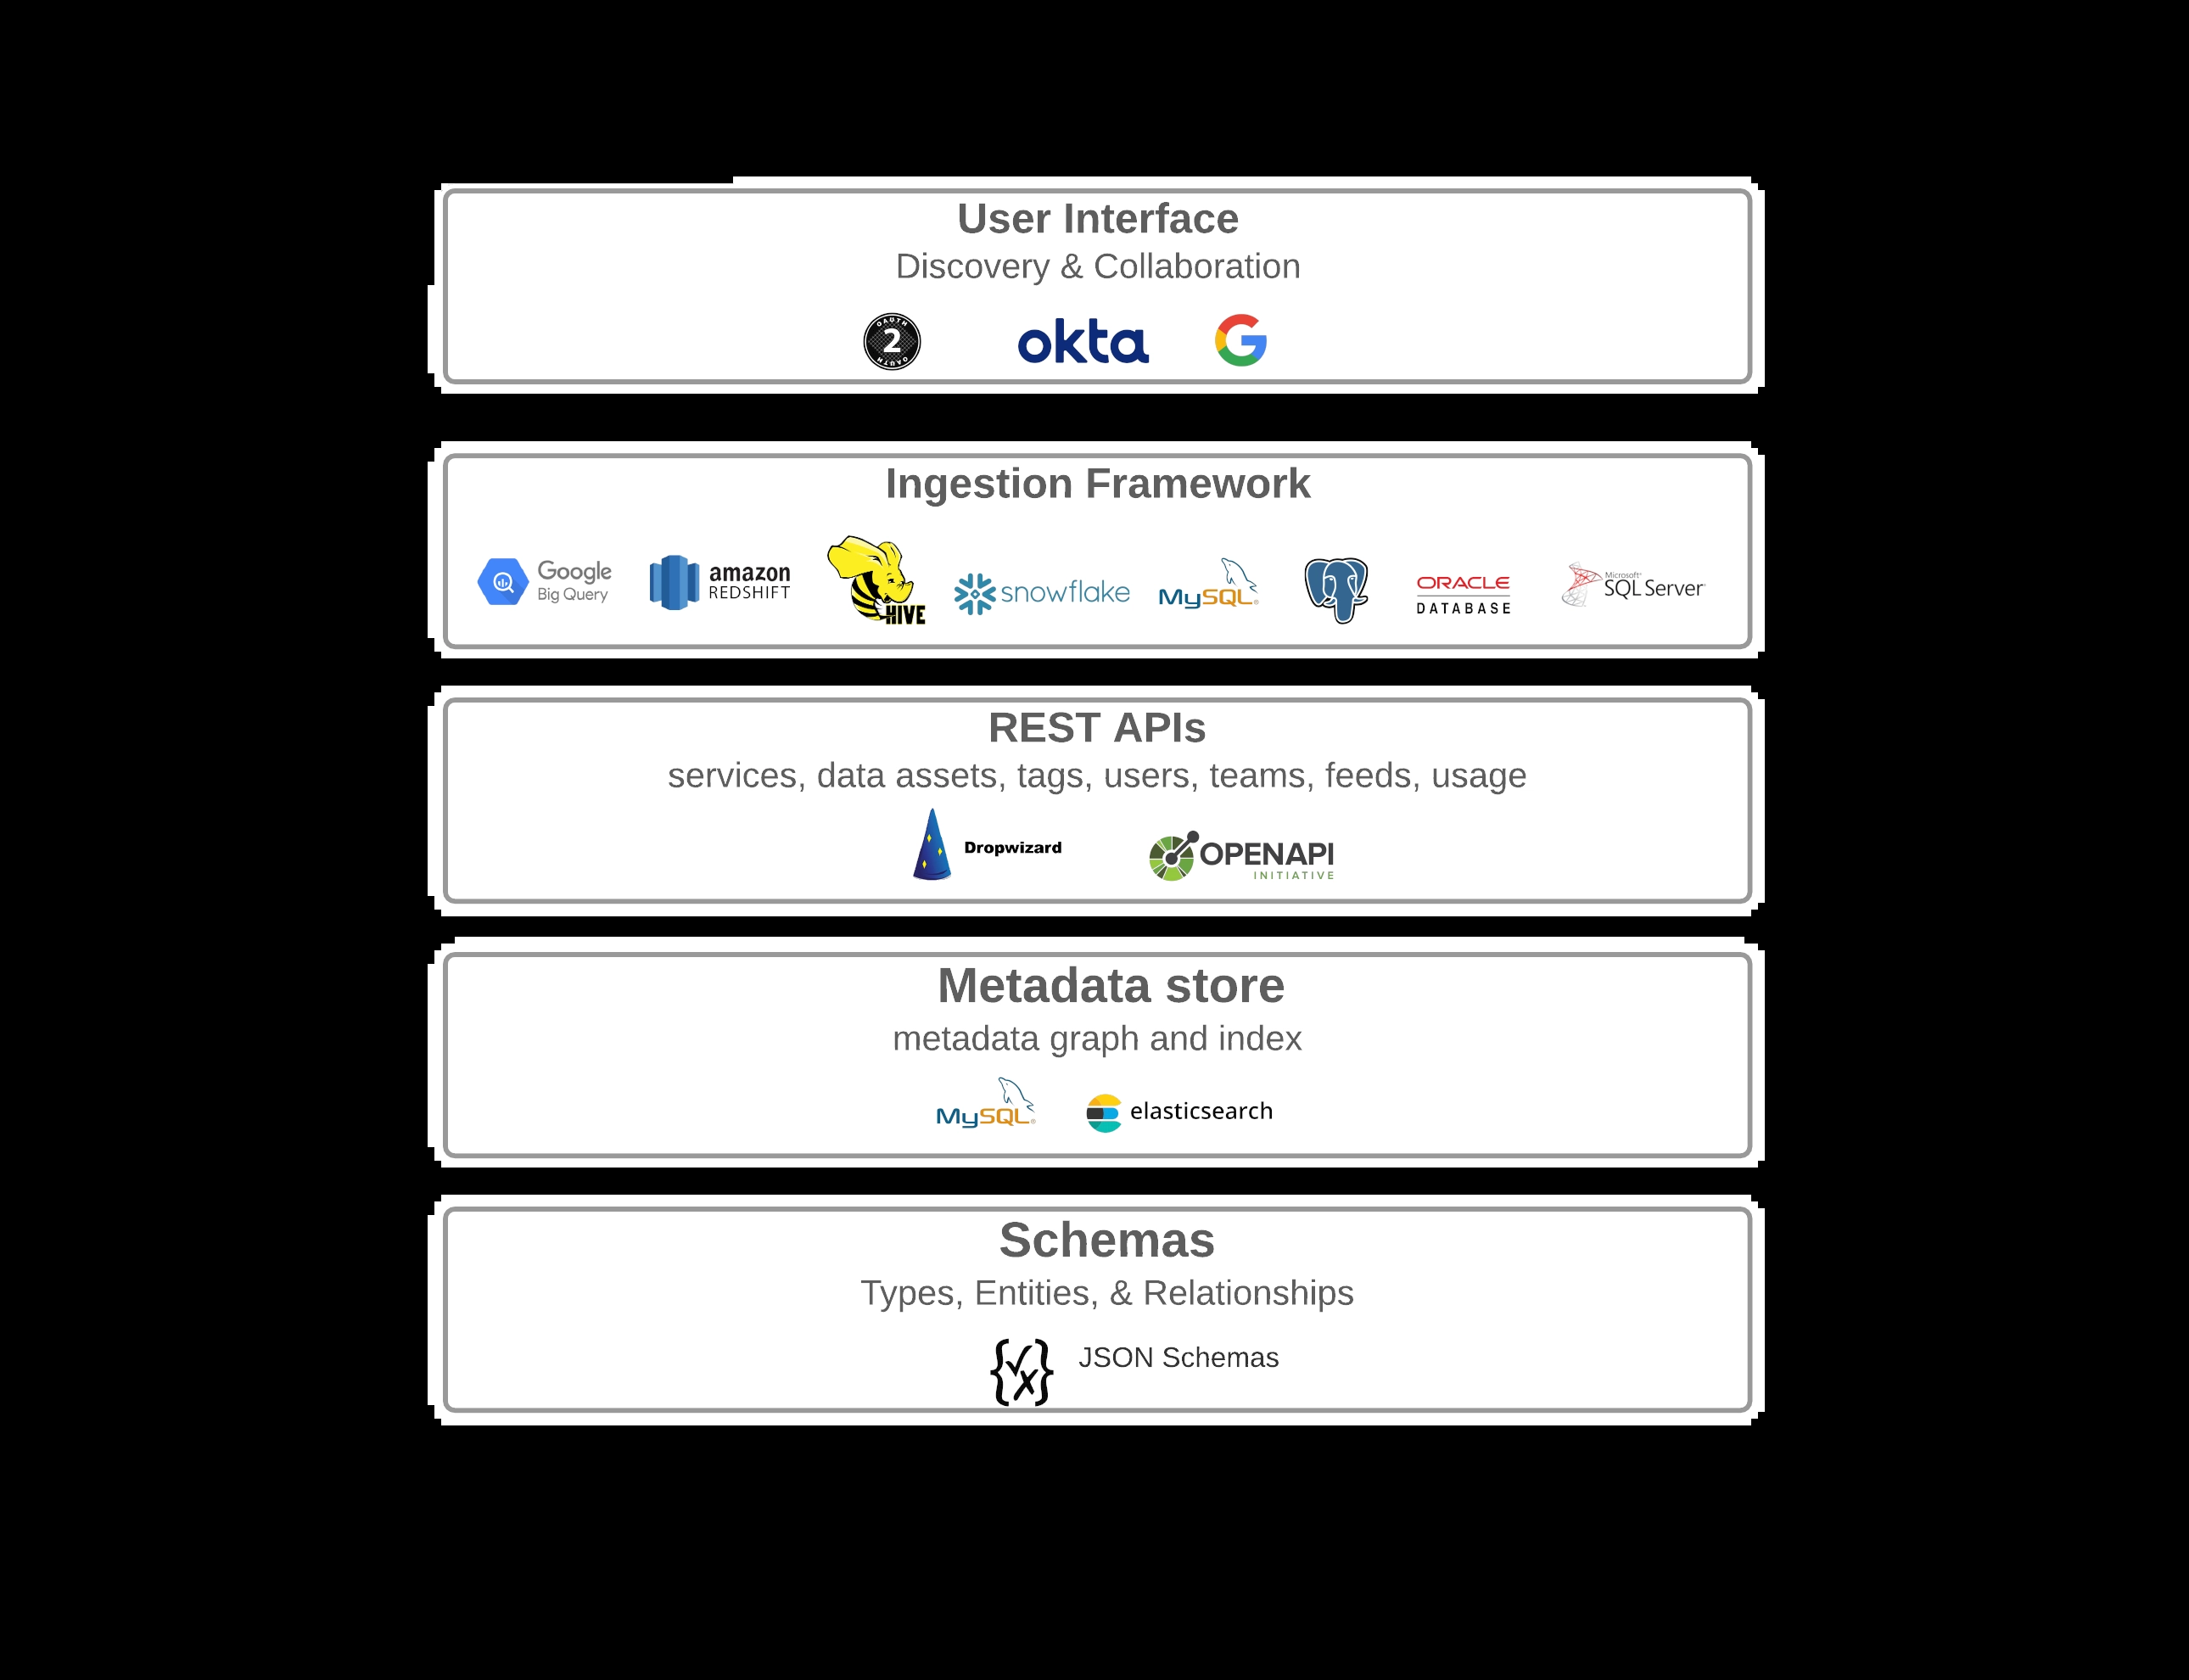 User Interface
Discovery & Collaboration
OAUTH 2 OAUTH
okta
G
Ingestion Framework
Google
Big Query
amazon
REDSHIFT
HIVE
snowflake
MySQL®
ORACLE
DATABASE
Microsoft®
SQL Server
REST APIs
services, data assets, tags, users, teams, feeds, usage
Dropwizard
OPENAPI
INITIATIVE
Metadata store
metadata graph and index
MySQL®
elasticsearch
Schemas
Types, Entities, & Relationships
JSON Schemas